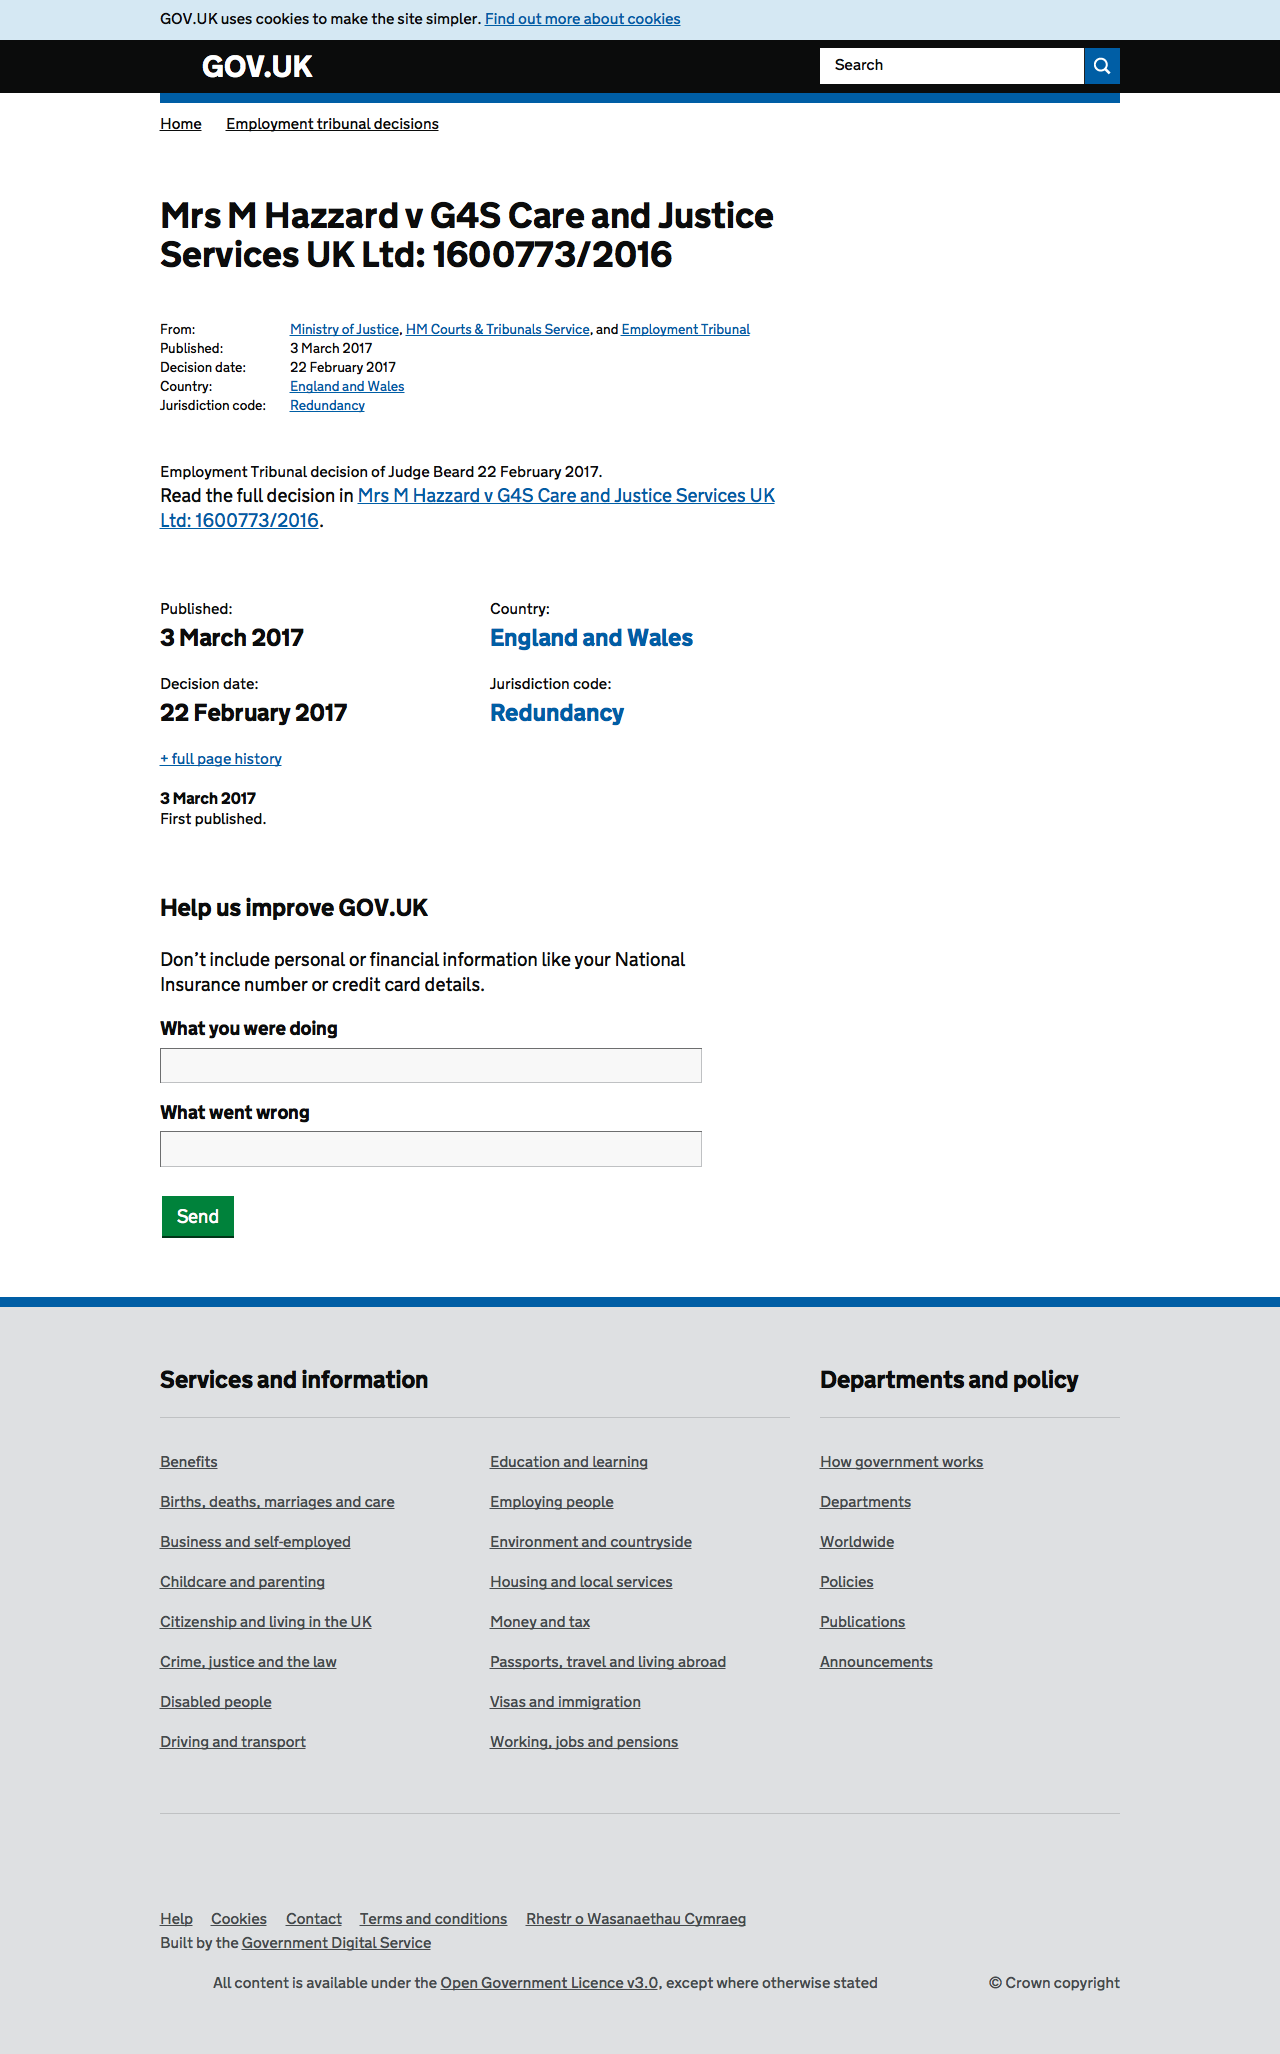 GOV.UK uses cookies to make the site simpler. Find out more about cookies
GOV.UK
Search
Home Employment tribunal decisions
Mrs M Hazzard v G4S Care and Justice
Services UK Ltd: 1600773/2016
From: Ministry of Justice, HM Courts & Tribunals Service, and Employment Tribunal
Published: 3 March 2017
Decision date: 22 February 2017
Country: England and Wales
Jurisdiction code: Redundancy
Employment Tribunal decision of Judge Beard 22 February 2017.
Read the full decision in Mrs M Hazzard v G4S Care and Justice Services UK
Ltd: 1600773/2016.
Published:
3 March 2017
Country:
England and Wales
Decision date:
22 February 2017
Jurisdiction code:
Redundancy
+ full page history
3 March 2017
First published.
Help us improve GOV.UK
Don’t include personal or financial information like your National
Insurance number or credit card details.
What you were doing
What went wrong
Send
Services and information
Benefits
Births, deaths, marriages and care
Business and self-employed
Childcare and parenting
Citizenship and living in the UK
Crime, justice and the law
Disabled people
Driving and transport
Education and learning
Employing people
Environment and countryside
Housing and local services
Money and tax
Passports, travel and living abroad
Visas and immigration
Working, jobs and pensions
Departments and policy
How government works
Departments
Worldwide
Policies
Publications
Announcements
Help Cookies Contact Terms and conditions Rhestr o Wasanaethau Cymraeg
Built by the Government Digital Service
All content is available under the Open Government Licence v3.0, except where otherwise stated
© Crown copyright